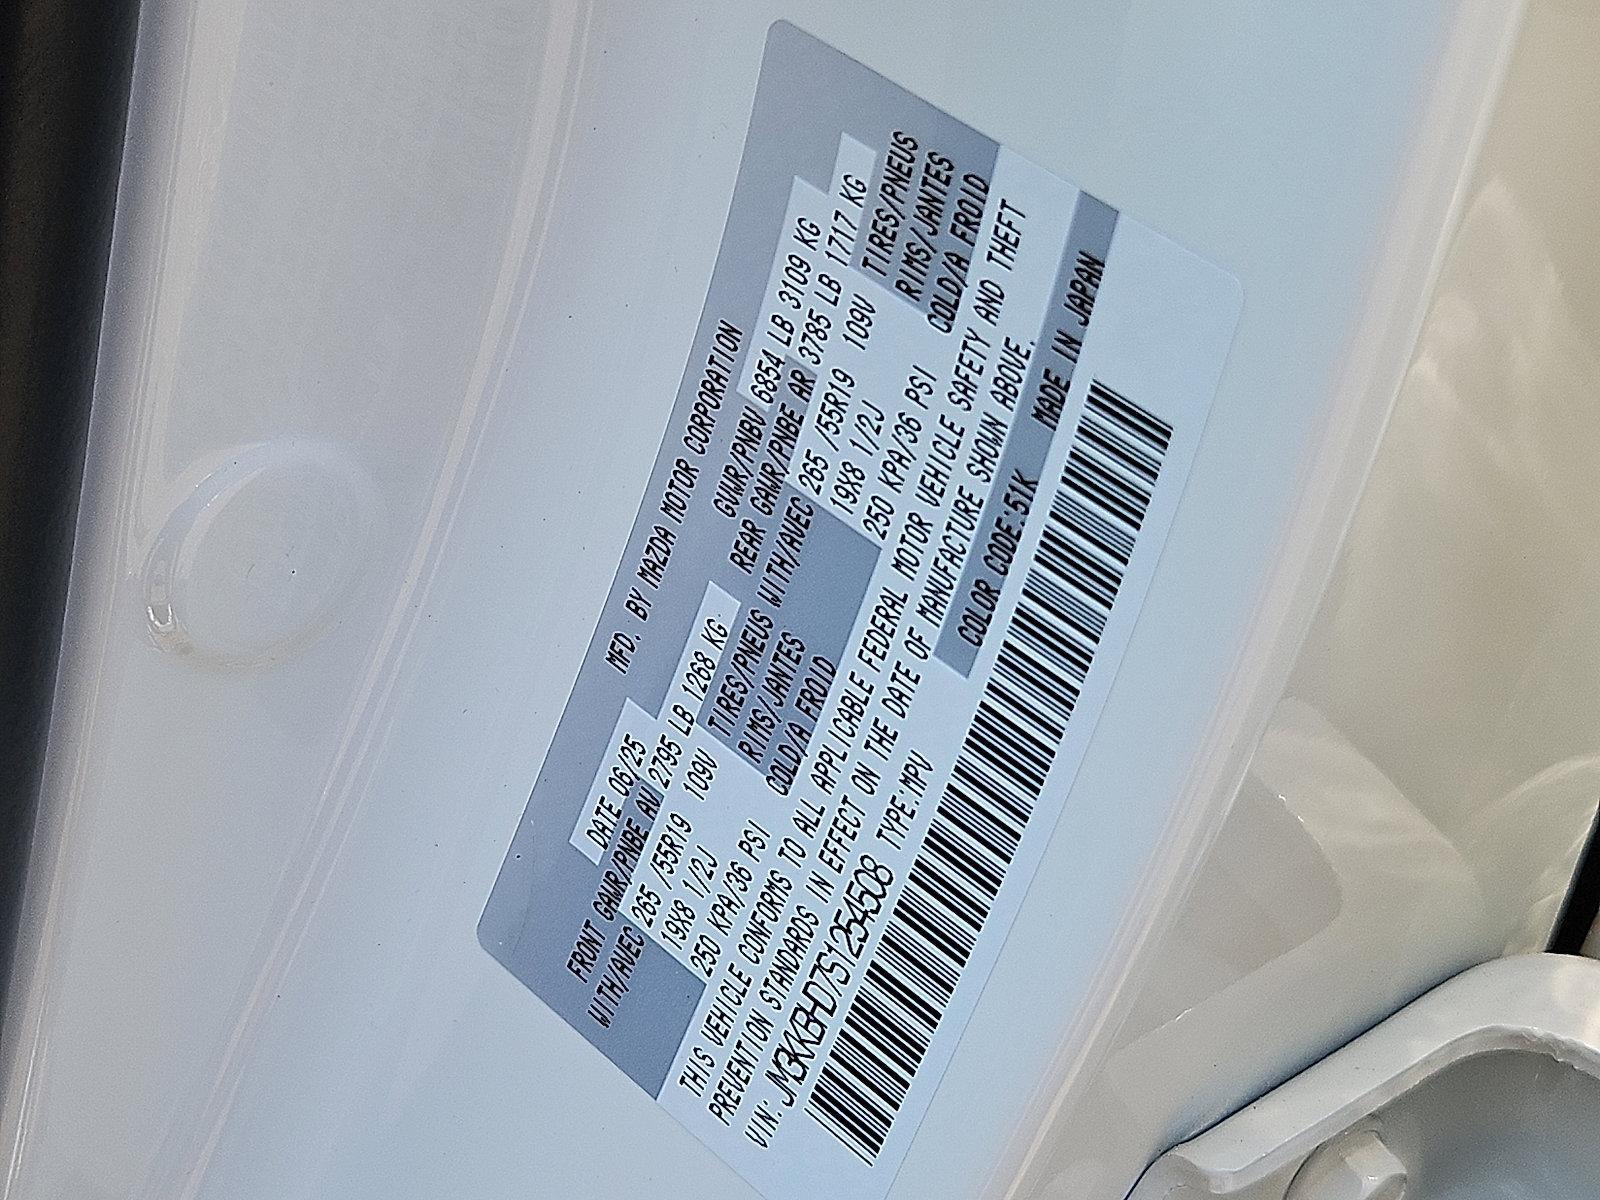 MFD. BY MAZDA MOTOR CORPORATION
DATE 06/25 GVWR/PNBV 6854 LB 3109 KG
FRONT GAWR/PNBE AV 2795 LB 1268 KG REAR GAWR/PNBE AR 3785 LB 1717 KG
WITH/AVEC 265 /55R19 109V TIRES/PNEUS WITH/AVEC 265 /55R19 109V TIRES/PNEUS
19X8 1/2J RIMS/JANTES 19X8 1/2J RIMS/JANTES
250 KPA/36 PSI COLD/A FROID 250 KPA/36 PSI COLD/A FROID
THIS VEHICLE CONFORMS TO ALL APPLICABLE FEDERAL MOTOR VEHICLE SAFETY AND THEFT
PREVENTION STANDARDS IN EFFECT ON THE DATE OF MANUFACTURE SHOWN ABOVE.
VIN: JM3KKBHD7S1254508 TYPE:MPV COLOR CODE:51K MADE IN JAPAN